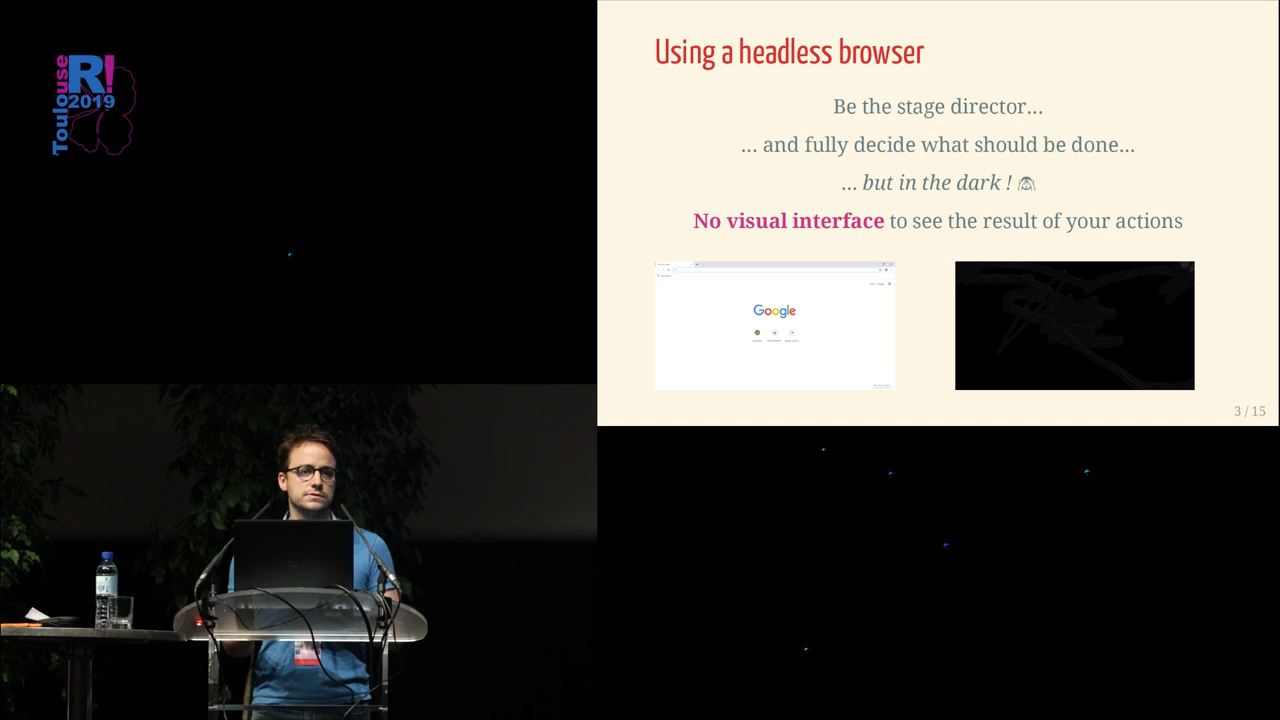 Toulouse
R!
2019
Using a headless browser
Be the stage director...
... and fully decide what should be done...
... but in the dark ! 🙈
No visual interface to see the result of your actions
Google
3 / 15